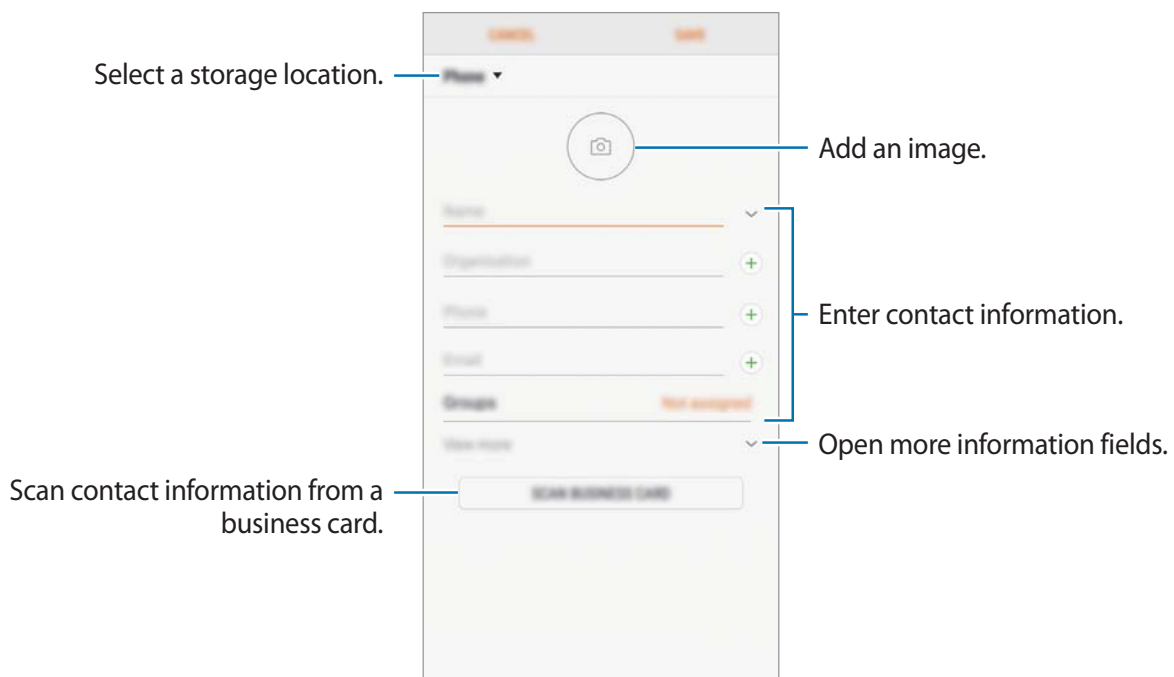 CANCEL SAVE
Select a storage location.
Phone
Add an image.
Name
Organisation
Phone
Enter contact information.
Email
Groups Not assigned
View more
Open more information fields.
Scan contact information from a
business card.
SCAN BUSINESS CARD